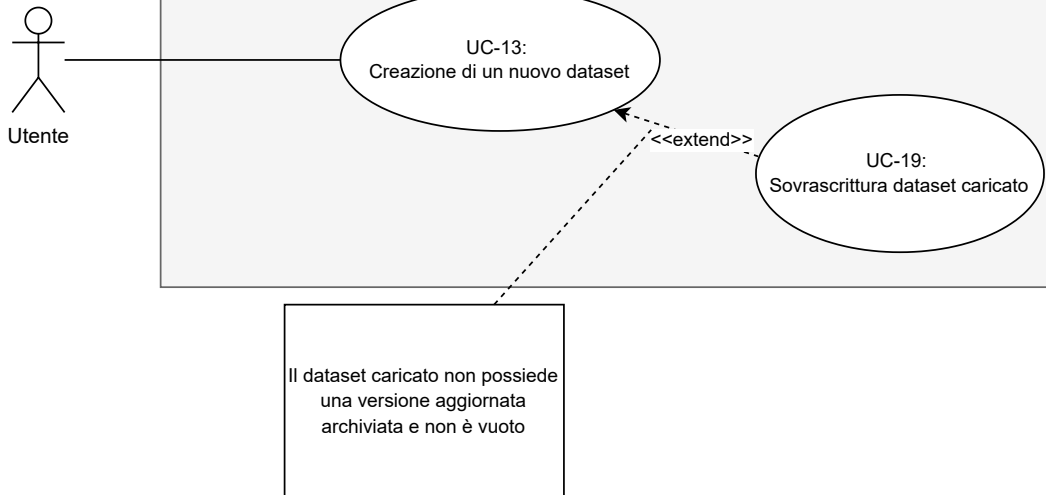 UC-13:
Creazione di un nuovo dataset
Utente
<<extend>>
UC-19:
Sovrascrittura dataset caricato
Il dataset caricato non possiede
una versione aggiornata
archiviata e non è vuoto